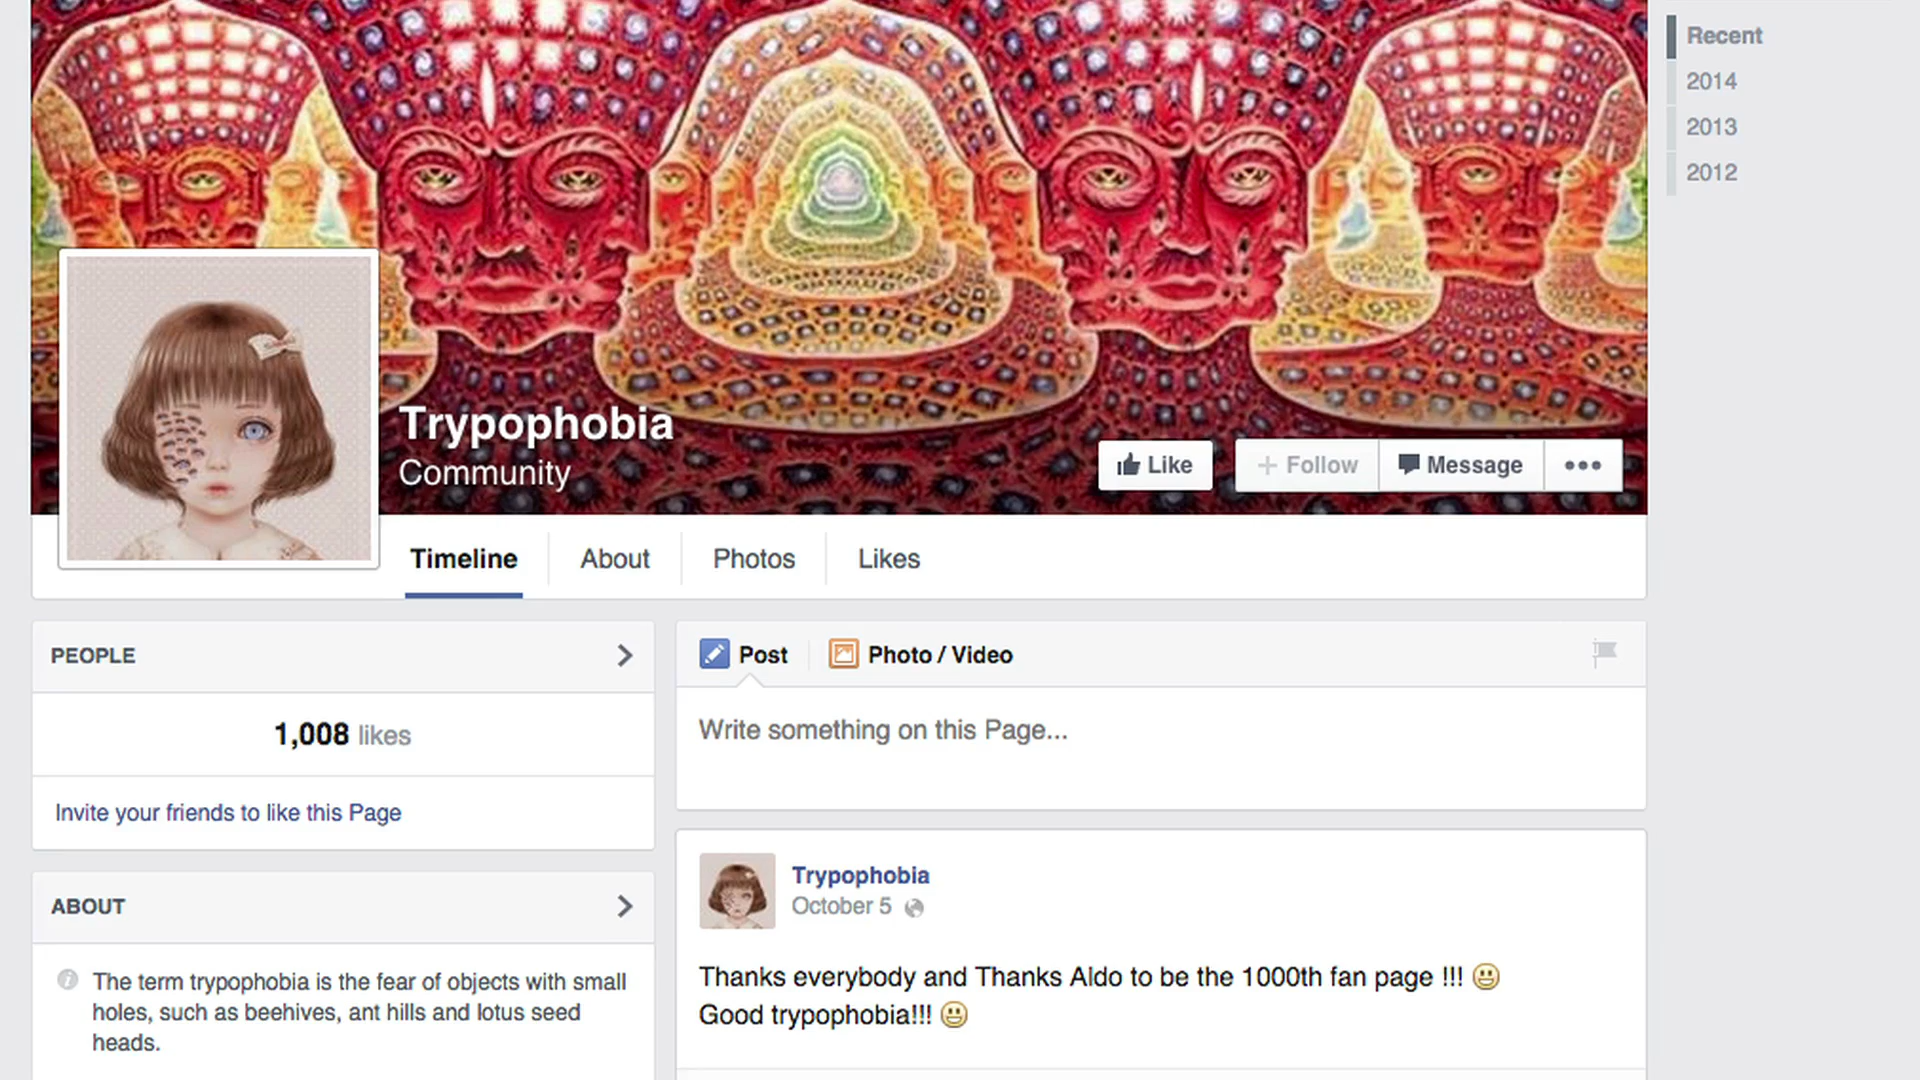 Recent
2014
2013
2012
Trypophobia
Community
Like
Follow
Message
Timeline
About
Photos
Likes
PEOPLE
1,008 likes
Invite your friends to like this Page
ABOUT
The term trypophobia is the fear of objects with small
holes, such as beehives, ant hills and lotus seed
heads.
Post
Photo / Video
Write something on this Page...
Trypophobia
October 5
Thanks everybody and Thanks Aldo to be the 1000th fan page !!! 😃
Good trypophobia!!! 😃